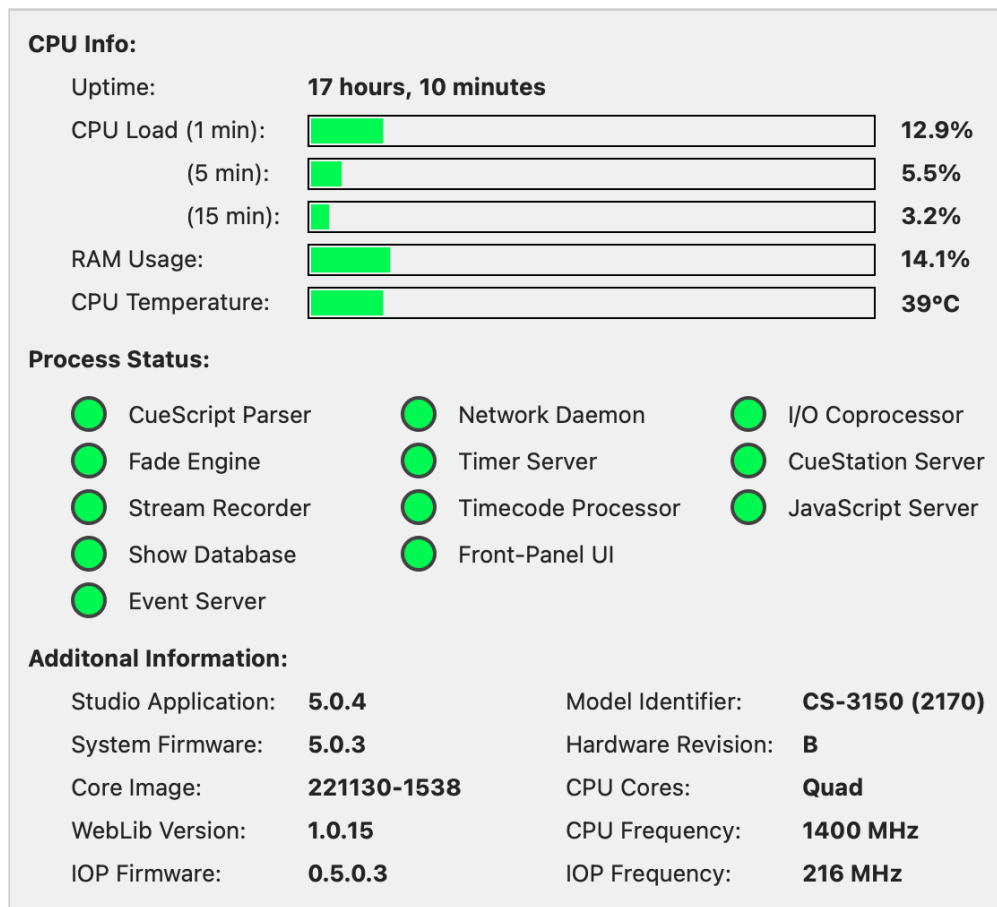 CPU Info:
Uptime: 17 hours, 10 minutes
CPU Load (1 min): 12.9%
(5 min): 5.5%
(15 min): 3.2%
RAM Usage: 14.1%
CPU Temperature: 39°C
Process Status:
CueScript Parser Network Daemon I/O Coprocessor
Fade Engine Timer Server CueStation Server
Stream Recorder Timecode Processor JavaScript Server
Show Database Front-Panel UI
Event Server
Additonal Information:
Studio Application: 5.0.4 Model Identifier: CS-3150 (2170)
System Firmware: 5.0.3 Hardware Revision: B
Core Image: 221130-1538 CPU Cores: Quad
WebLib Version: 1.0.15 CPU Frequency: 1400 MHz
IOP Firmware: 0.5.0.3 IOP Frequency: 216 MHz